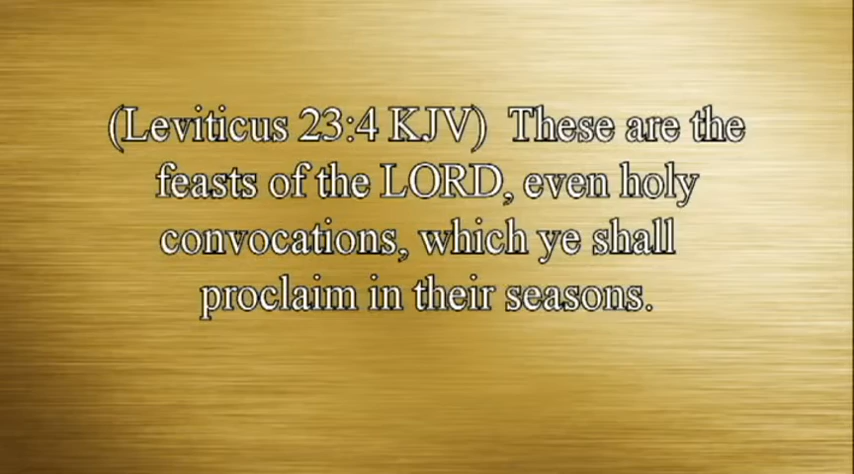 (Leviticus 23:4 KJV)  These are the
feasts of the LORD, even holy
convocations, which ye shall
proclaim in their seasons.